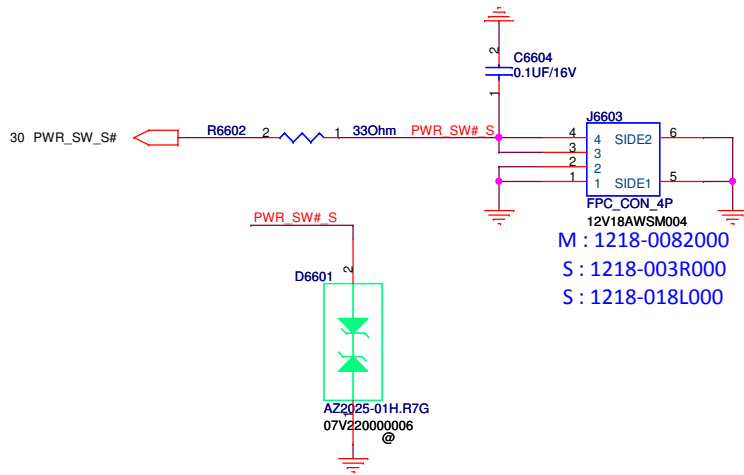 2
C6604
0.1UF/16V
1
J6603
30 PWR_SW_S#
R6602 2 1 33Ohm PWR_SW#_S
4 4 SIDE2 6
3 3
2 2
1 1 SIDE1 5
FPC_CON_4P
12V18AWSM004
M : 1218-0082000
S : 1218-003R000
S : 1218-018L000
PWR_SW#_S
2
D6601
AZ2025-01H.R7G
1
07V220000006
@